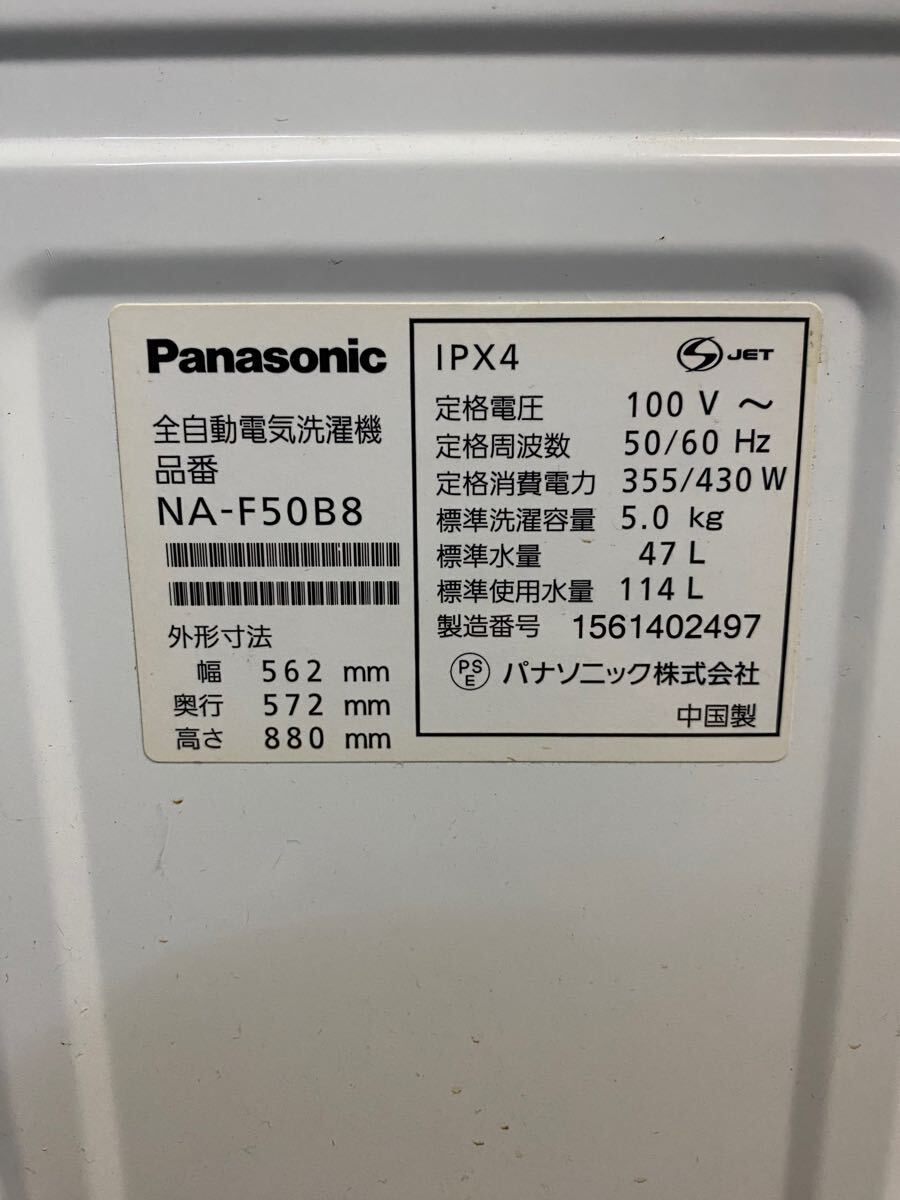 Panasonic
全自動電気洗濯機
品番
NA-F50B8
外形寸法
幅 562 mm
奥行 572 mm
高さ 880 mm
IPX4
S JET
定格電圧 100 V ～
定格周波数 50/60 Hz
定格消費電力 355/430 W
標準洗濯容量 5.0 kg
標準水量 47 L
標準使用水量 114 L
製造番号 1561402497
PSE パナソニック株式会社
中国製